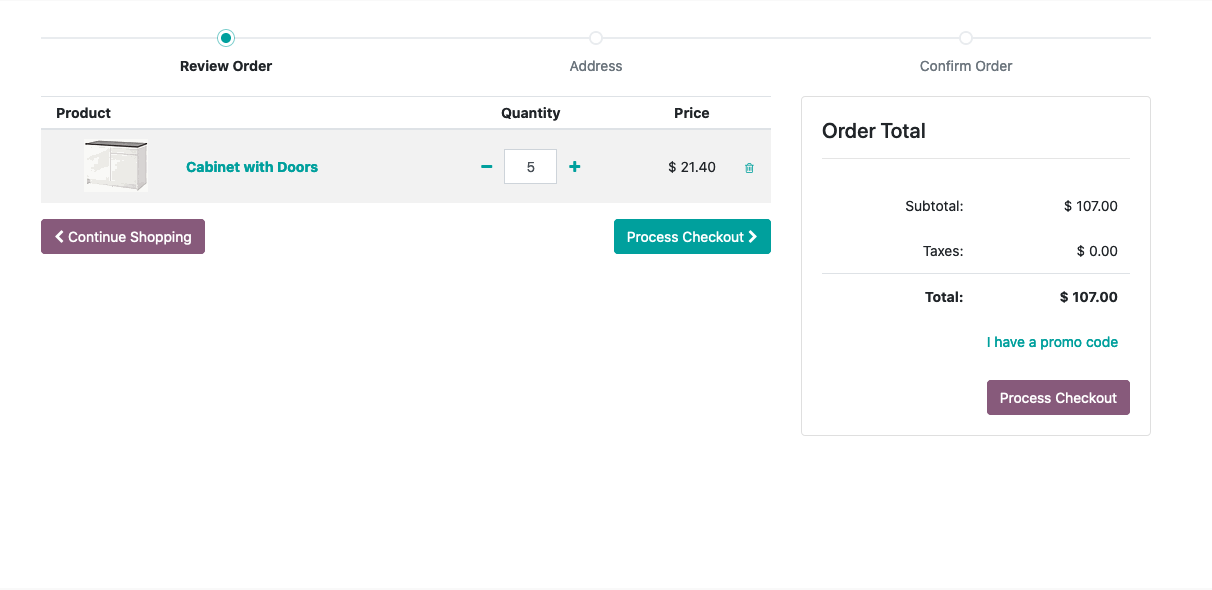 Review Order
Address
Confirm Order
Product
Quantity
Price
Cabinet with Doors
5
$ 21.40
Continue Shopping
Process Checkout
Order Total
Subtotal: $ 107.00
Taxes: $ 0.00
Total: $ 107.00
I have a promo code
Process Checkout